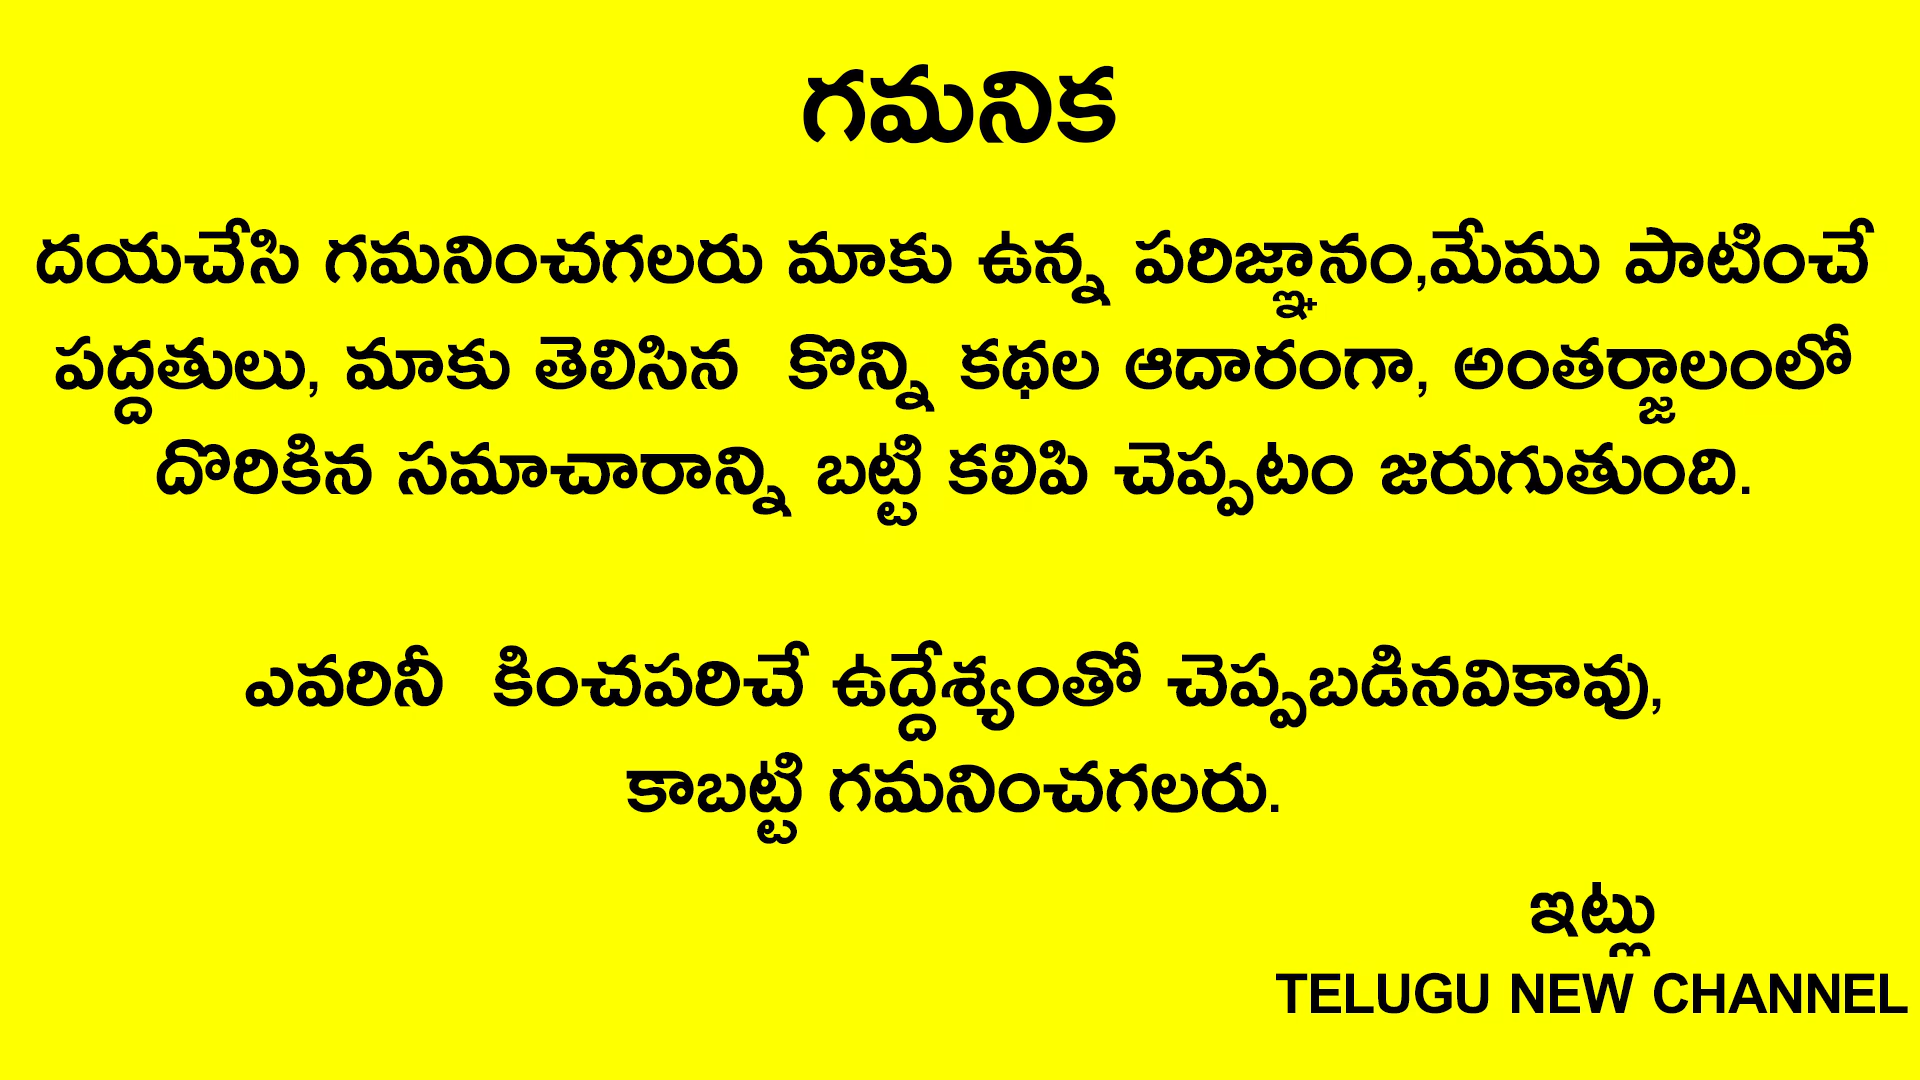 గమనిక
దయచేసి గమనించగలరు మాకు ఉన్న పరిజ్ఞానం,మేము పాటించే
పద్దతులు, మాకు తెలిసిన కొన్ని కథల ఆదారంగా, అంతర్జాలంలో
దొరికిన సమాచారాన్ని బట్టి కలిపి చెప్పటం జరుగుతుంది.
ఎవరినీ కించపరిచే ఉద్దేశ్యంతో చెప్పబడినవికావు,
కాబట్టి గమనించగలరు.
ఇట్లు
TELUGU NEW CHANNEL